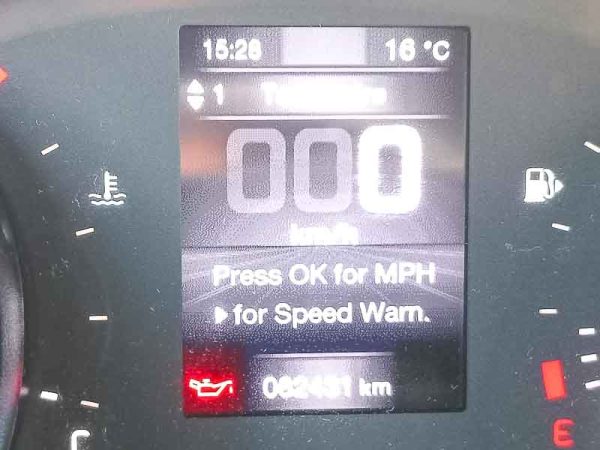 15:28 16 °C
1
000
km/h
Press OK for MPH
for Speed Warn.
km
E
C